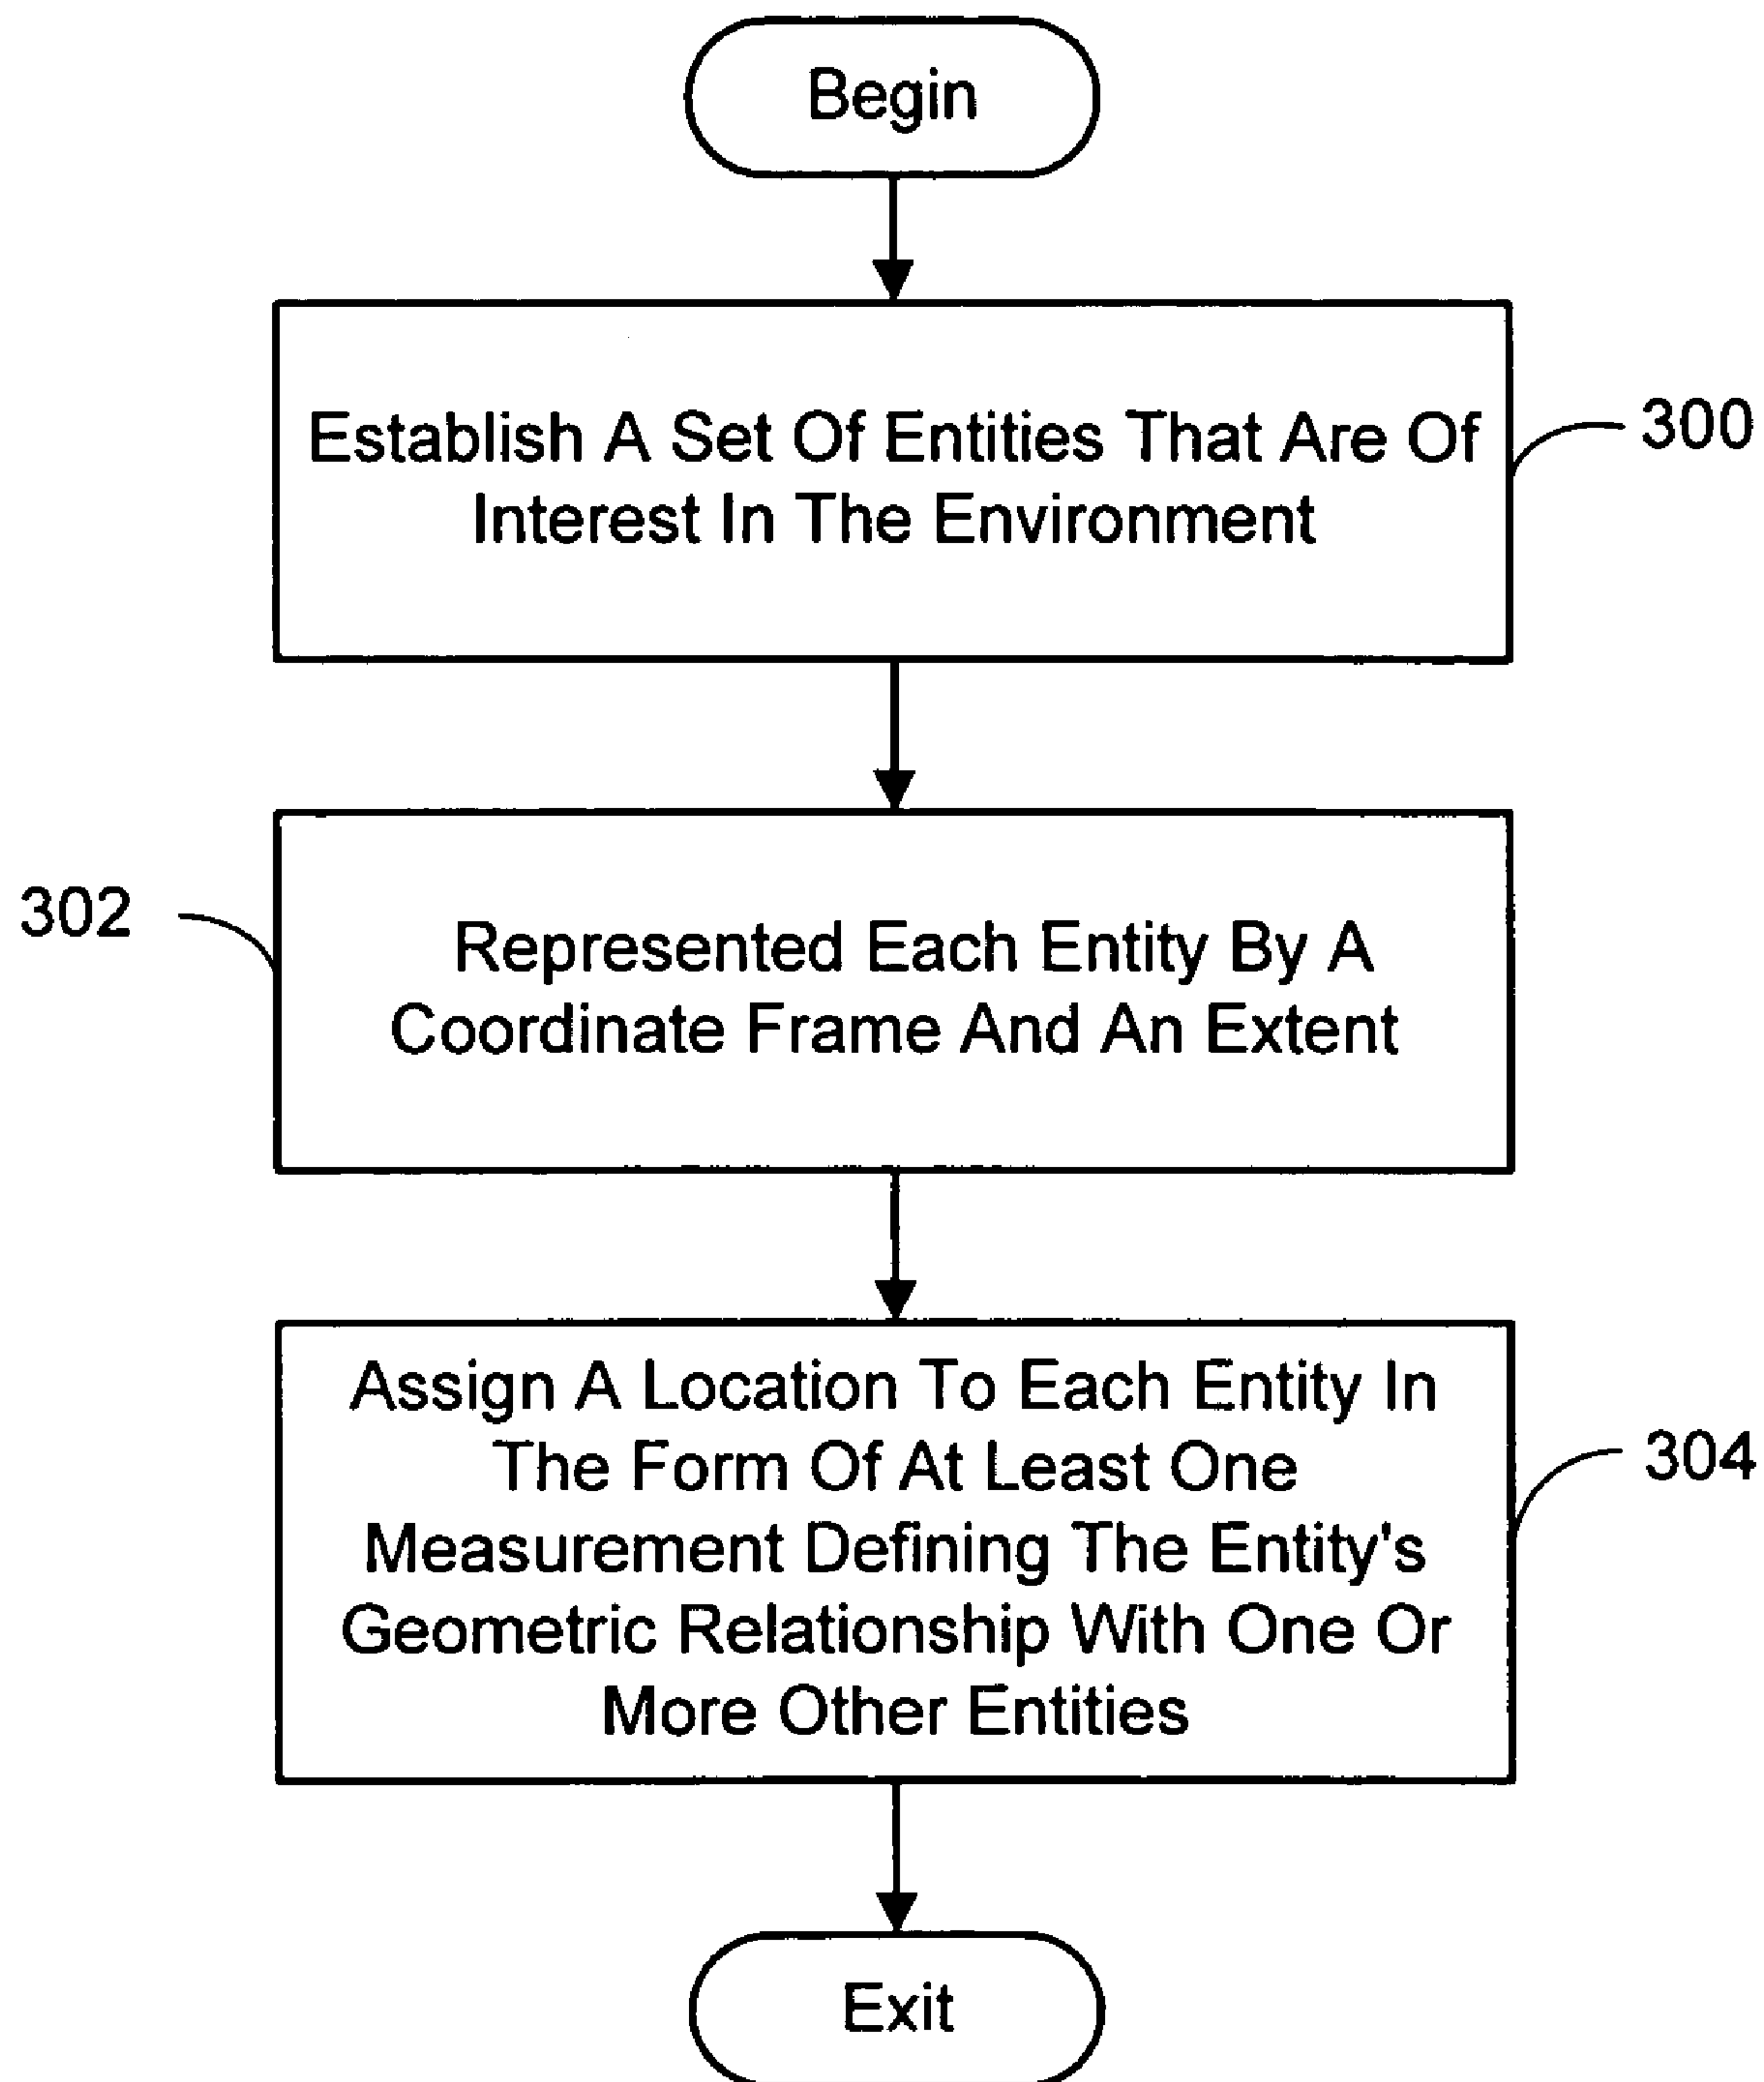 Begin
Establish A Set Of Entities That Are Of
Interest In The Environment
300
302
Represented Each Entity By A
Coordinate Frame And An Extent
Assign A Location To Each Entity In
The Form Of At Least One
Measurement Defining The Entity's
Geometric Relationship With One Or
More Other Entities
304
Exit